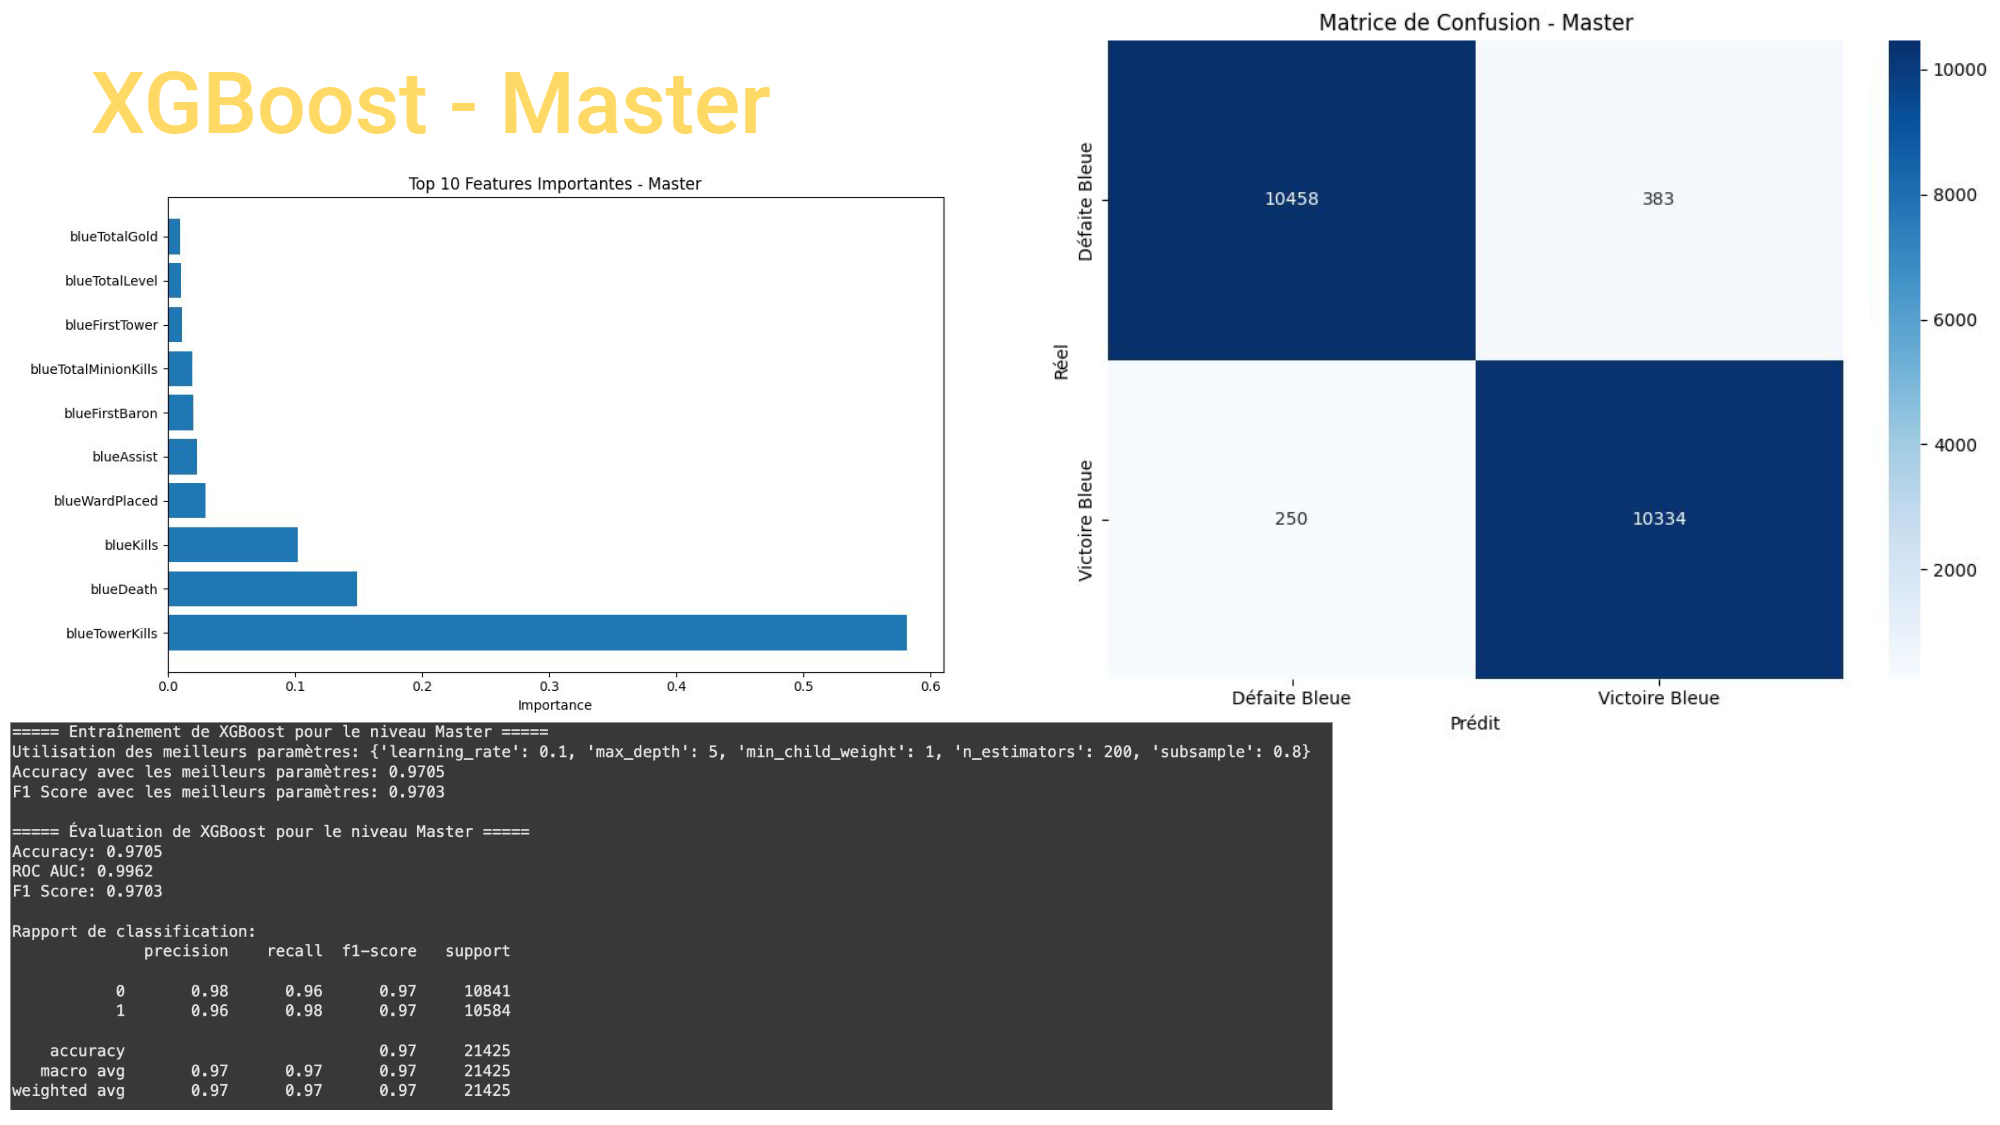 XGBoost - Master
Top 10 Features Importantes - Master
blueTotalGold
blueTotalLevel
blueFirstTower
blueTotalMinionKills
blueFirstBaron
blueAssist
blueWardPlaced
blueKills
blueDeath
blueTowerKills
0.0 0.1 0.2 0.3 0.4 0.5 0.6
Importance
Matrice de Confusion - Master
Réel
Défaite Bleue
Victoire Bleue
10458 383
250 10334
Défaite Bleue Victoire Bleue
Prédit
10000
8000
6000
4000
2000
===== Entraînement de XGBoost pour le niveau Master =====
Utilisation des meilleurs paramètres: {'learning_rate': 0.1, 'max_depth': 5, 'min_child_weight': 1, 'n_estimators': 200, 'subsample': 0.8}
Accuracy avec les meilleurs paramètres: 0.9705
F1 Score avec les meilleurs paramètres: 0.9703
===== Évaluation de XGBoost pour le niveau Master =====
Accuracy: 0.9705
ROC AUC: 0.9962
F1 Score: 0.9703
Rapport de classification:
precision recall f1-score support
0 0.98 0.96 0.97 10841
1 0.96 0.98 0.97 10584
accuracy 0.97 21425
macro avg 0.97 0.97 0.97 21425
weighted avg 0.97 0.97 0.97 21425